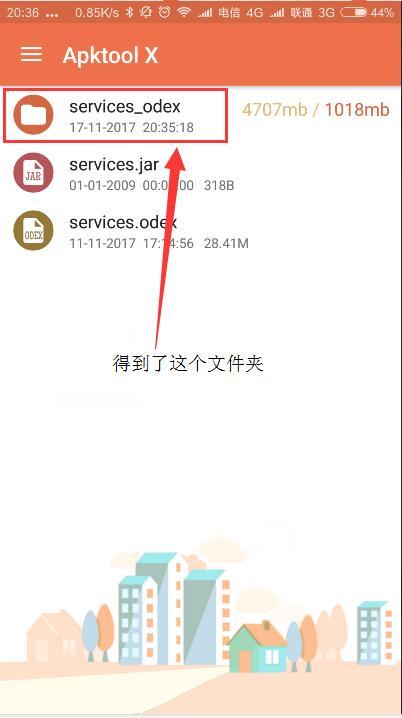 20:36 ... 0.85K/s 电信 4G 联通 3G 44%
Apktool X
services_odex
4707mb / 1018mb
17-11-2017 20:35:18
services.jar
JAR
01-01-2009 00:00:00 318B
services.odex
ODEX
11-11-2017 17:14:56 28.41M
得到了这个文件夹